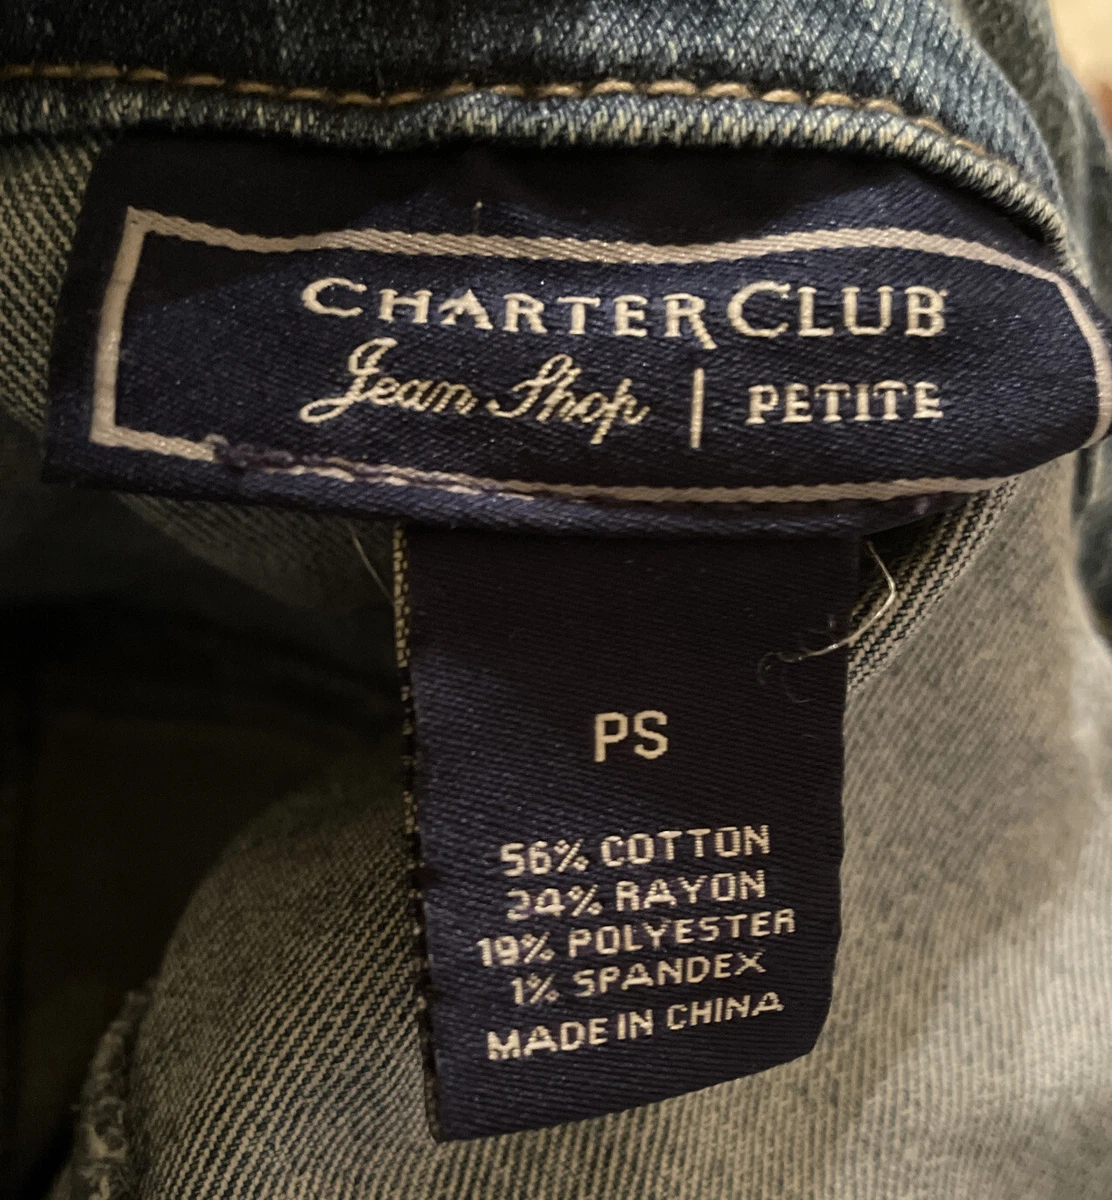 CHARTER CLUB
Jean Shop | PETITE
PS
56% COTTON
24% RAYON
19% POLYESTER
1% SPANDEX
MADE IN CHINA